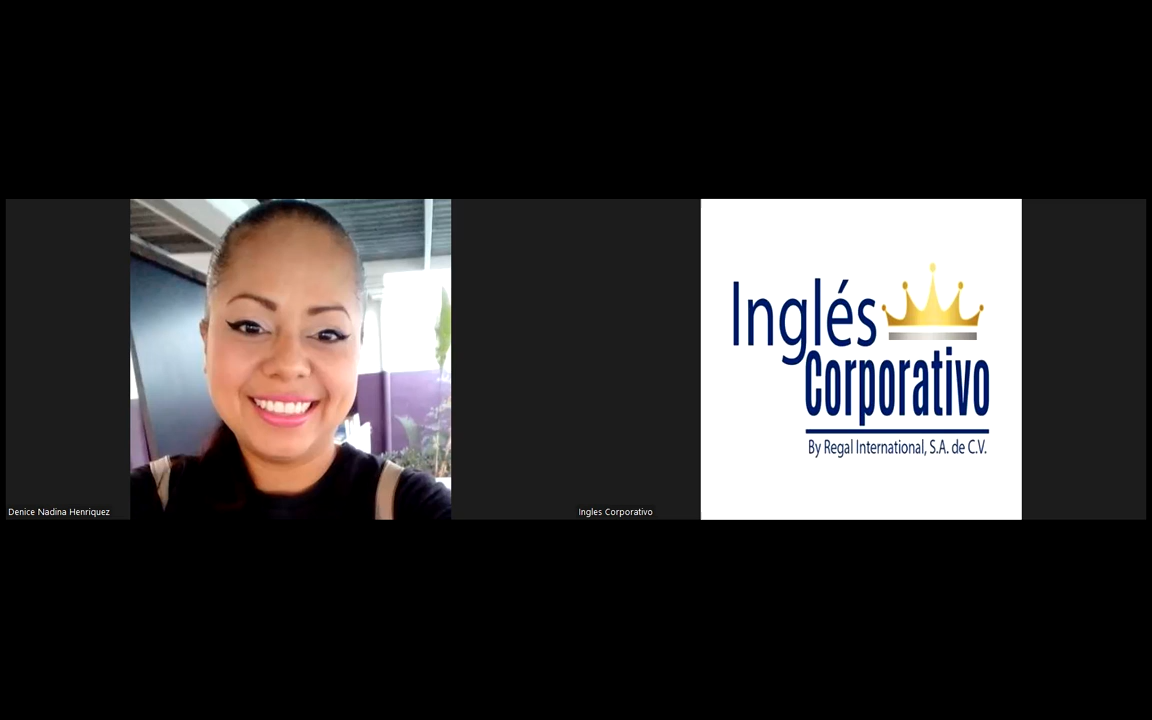 Inglés
Corporativo
By Regal International, S.A. de C.V.
Denice Nadina Henriquez
Ingles Corporativo